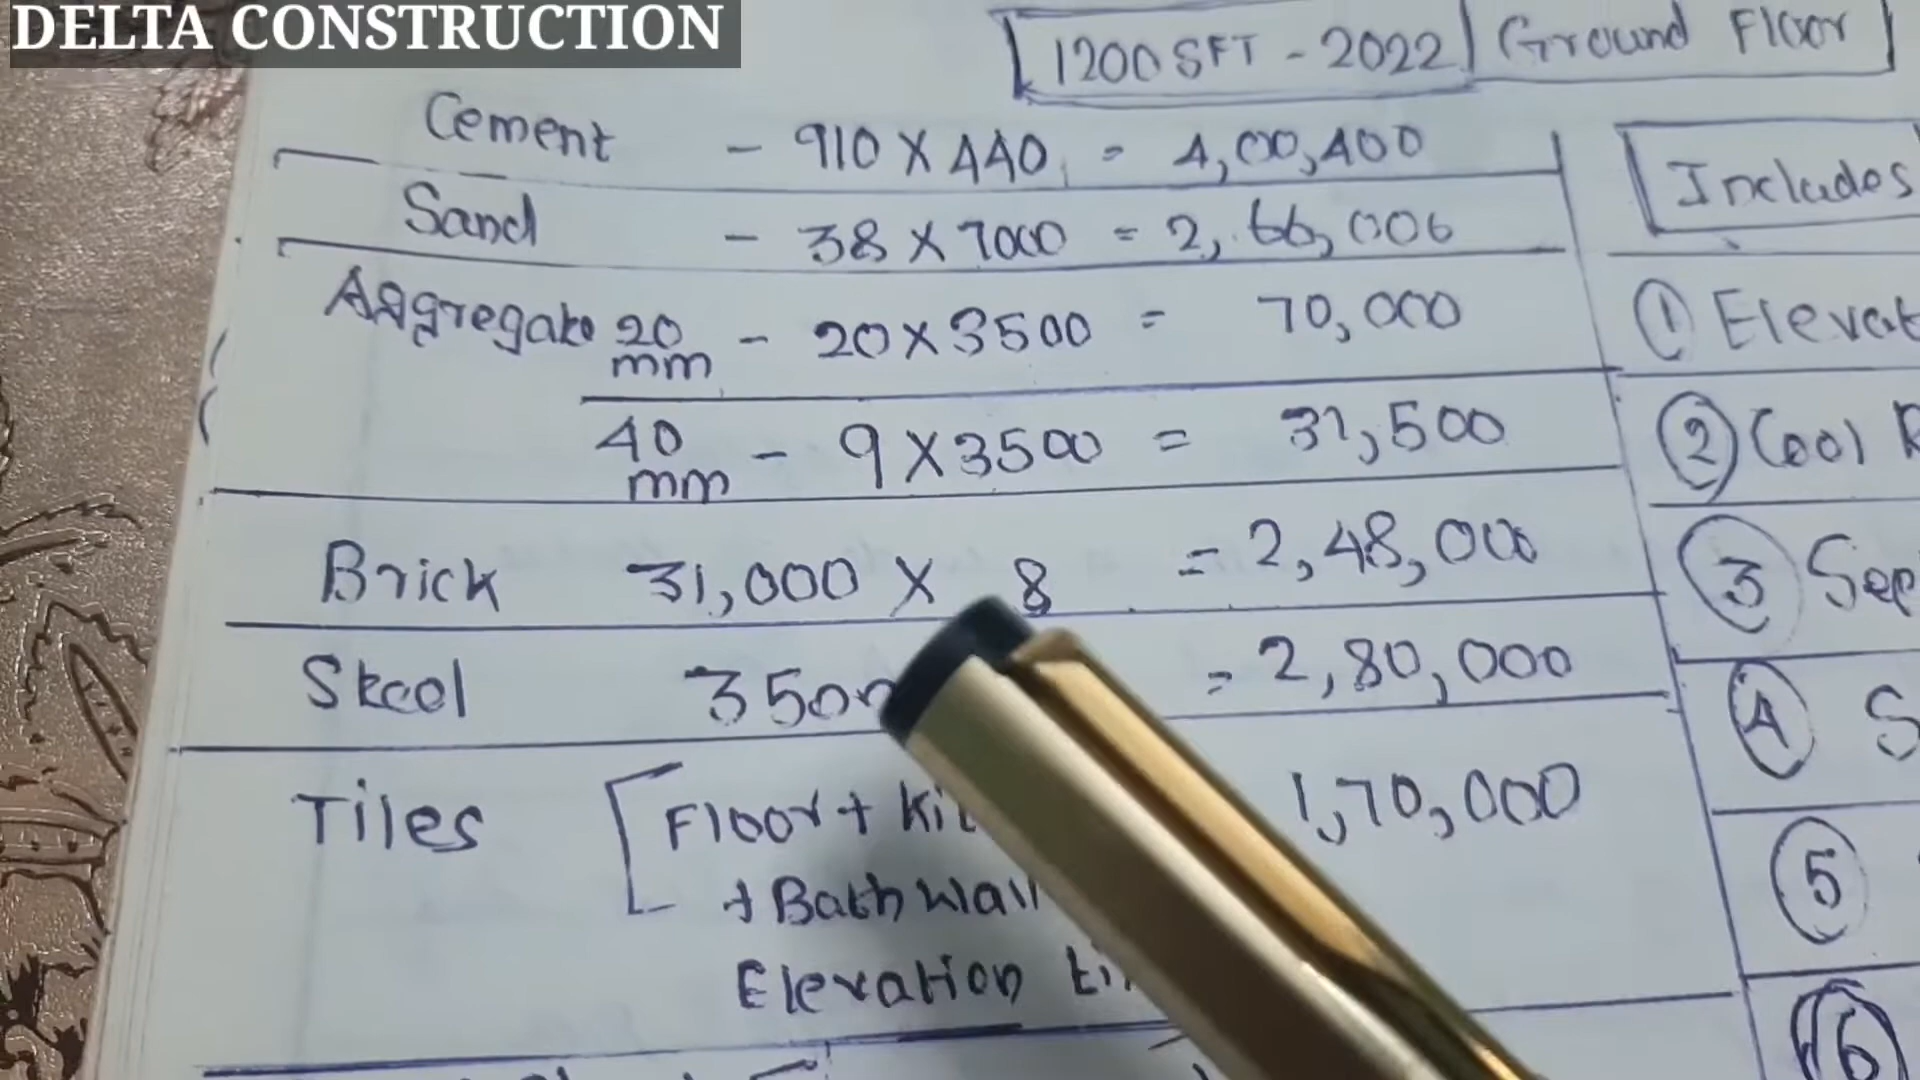 DELTA CONSTRUCTION
1200 SFT - 2022 Ground Floor
Cement - 910 X 440 = 4,00,400
Sand - 38 X 7000 = 2,66,000
Aggregate 20 mm - 20 X 3500 = 70,000
40 mm - 9 X 3500 = 31,500
Brick 31,000 X 8 = 2,48,000
Steel 3500 = 2,80,000
Tiles [Floor + Kit 1,70,000
+ Bath wall
Elevation ti
Includes
① Elevat
② Cool R
③ Sep
④ S
⑤
⑥